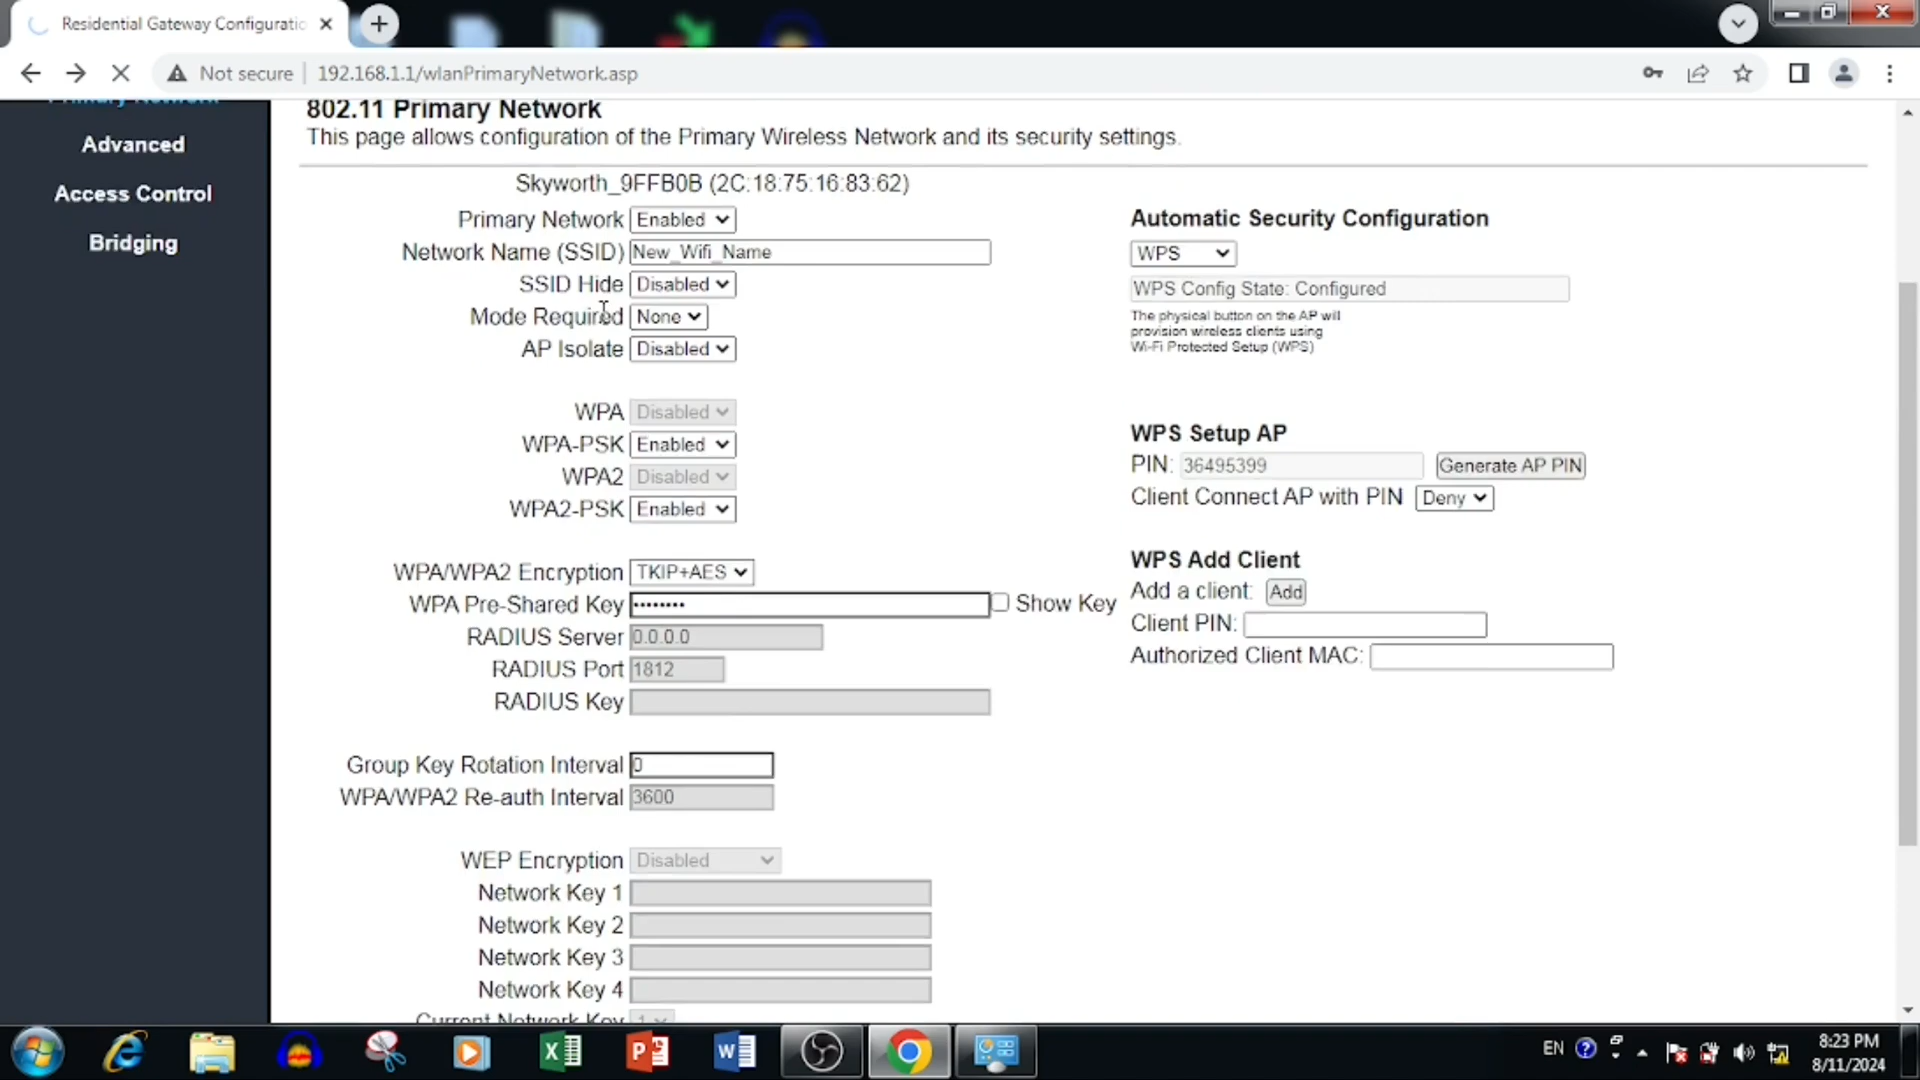 Residential Gateway Configuratio
Not secure
192.168.1.1/wlanPrimaryNetwork.asp
Primary Network
Advanced
Access Control
Bridging
802.11 Primary Network
This page allows configuration of the Primary Wireless Network and its security settings.
Skyworth_9FFB0B (2C:18:75:16:83:62)
Primary Network Enabled
Network Name (SSID) New_Wifi_Name
SSID Hide Disabled
Mode Required None
AP Isolate Disabled
WPA Disabled
WPA-PSK Enabled
WPA2 Disabled
WPA2-PSK Enabled
WPA/WPA2 Encryption TKIP+AES
WPA Pre-Shared Key •••••••• Show Key
RADIUS Server 0.0.0.0
RADIUS Port 1812
RADIUS Key
Group Key Rotation Interval 0
WPA/WPA2 Re-auth Interval 3600
WEP Encryption Disabled
Network Key 1
Network Key 2
Network Key 3
Network Key 4
Current Network Key 1
Automatic Security Configuration
WPS
WPS Config State: Configured
The physical button on the AP will
provision wireless clients using
Wi-Fi Protected Setup (WPS)
WPS Setup AP
PIN: 36495399 Generate AP PIN
Client Connect AP with PIN Deny
WPS Add Client
Add a client: Add
Client PIN:
Authorized Client MAC:
EN
8:23 PM
8/11/2024